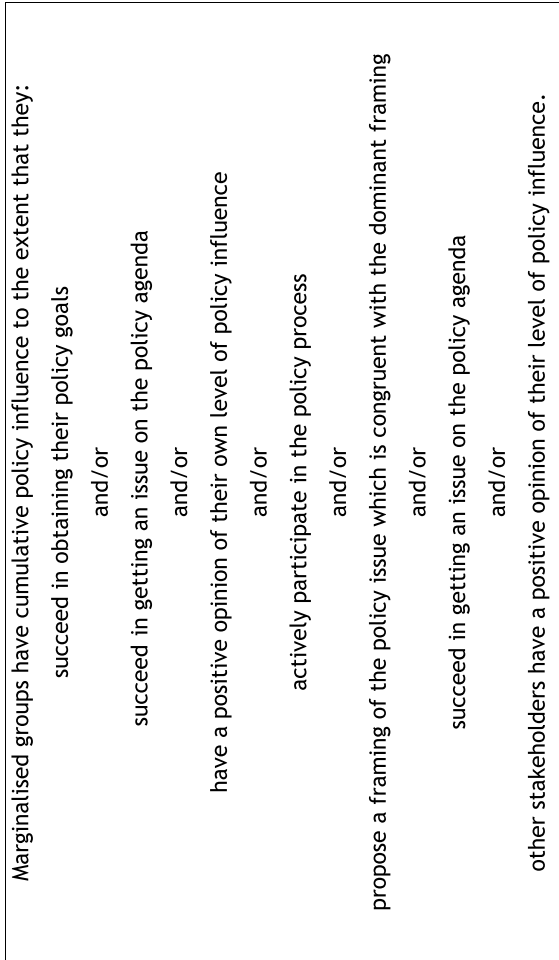 Marginalised groups have cumulative policy influence to the extent that they:
succeed in obtaining their policy goals
and/or
succeed in getting an issue on the policy agenda
and/or
have a positive opinion of their own level of policy influence
and/or
actively participate in the policy process
and/or
propose a framing of the policy issue which is congruent with the dominant framing
and/or
succeed in getting an issue on the policy agenda
and/or
other stakeholders have a positive opinion of their level of policy influence.